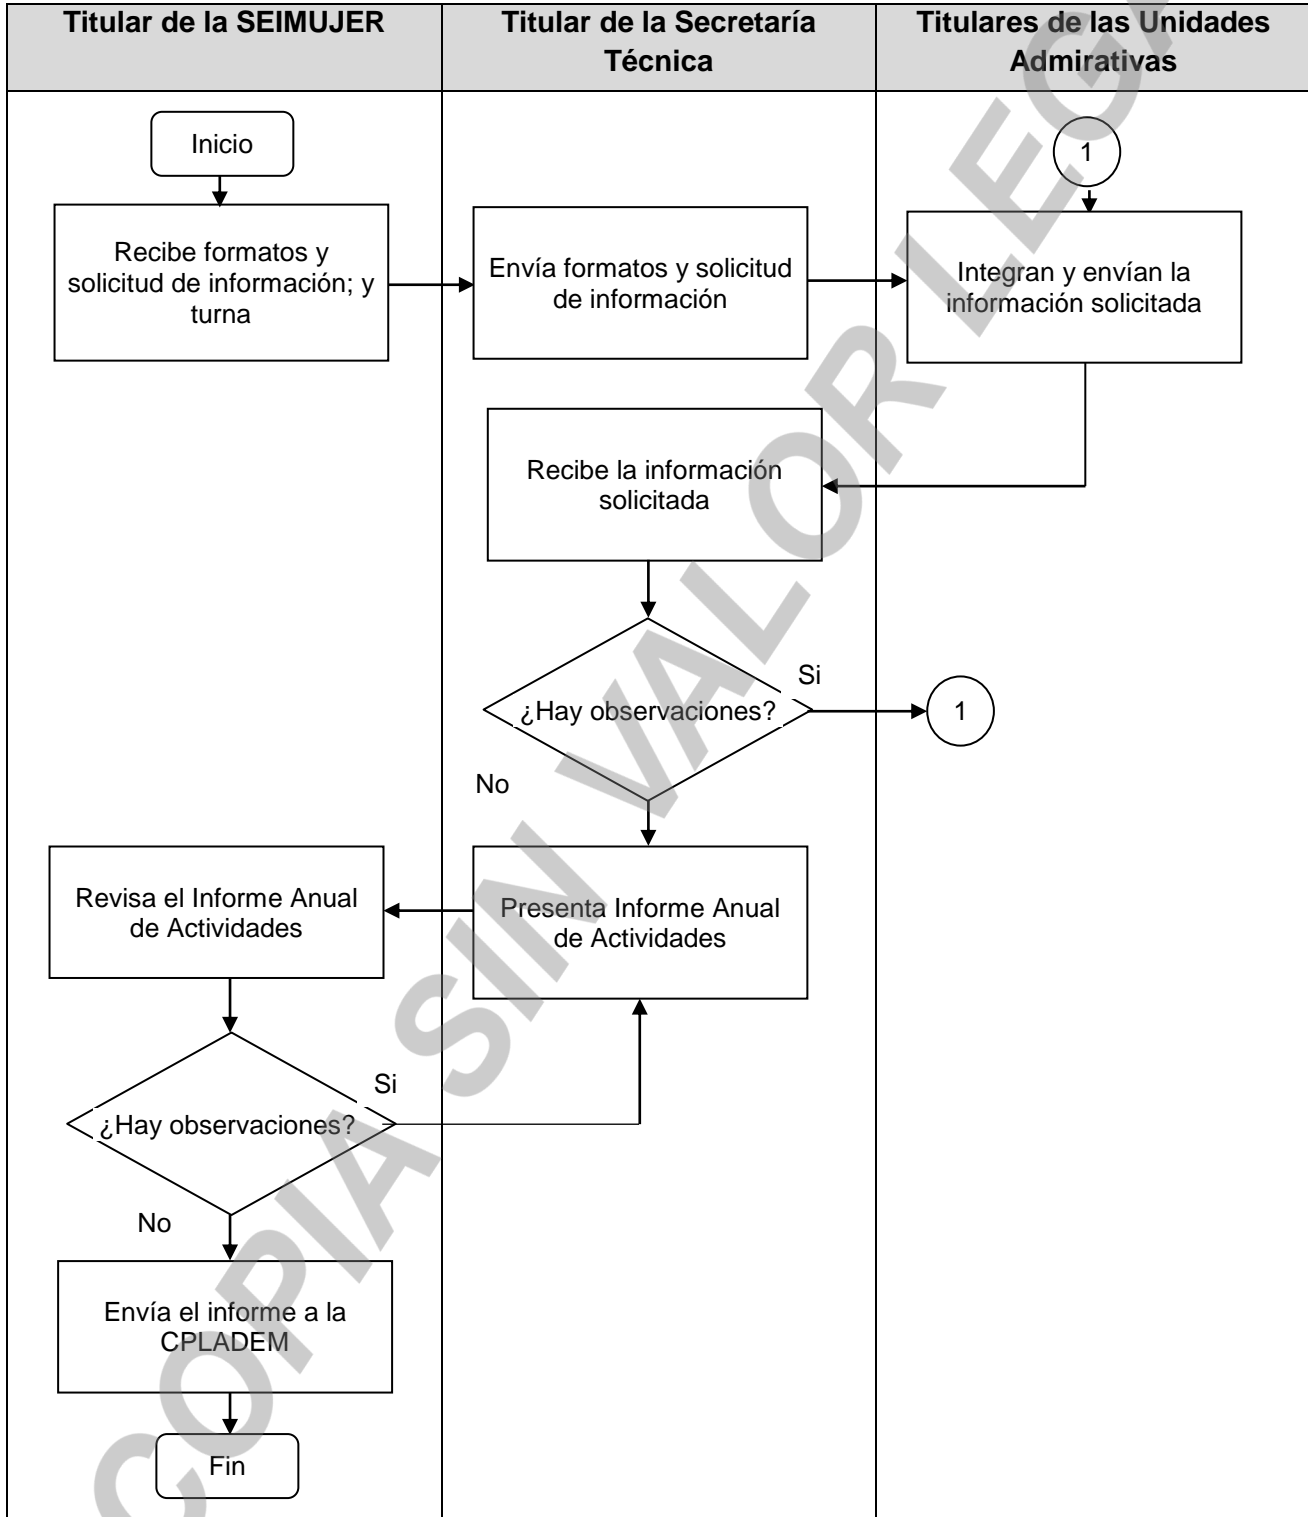 Titular de la SEIMUJER
Titular de la Secretaría
Técnica
Titulares de las Unidades
Admirativas
Inicio
1
Recibe formatos y
solicitud de información; y
turna
Envía formatos y solicitud
de información
Integran y envían la
información solicitada
Recibe la información
solicitada
¿Hay observaciones?
Si
1
No
Revisa el Informe Anual
de Actividades
Presenta Informe Anual
de Actividades
¿Hay observaciones?
Si
No
Envía el informe a la
CPLADEM
Fin
COPIA SIN VALOR LEGA